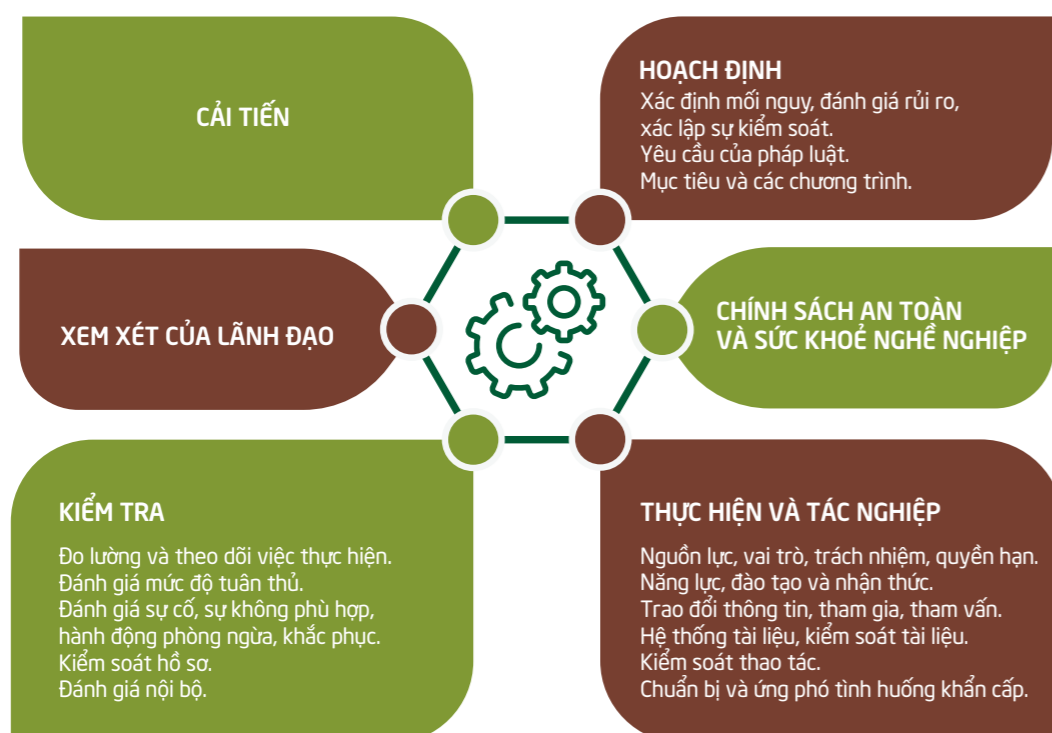 CẢI TIẾN
HOẠCH ĐỊNH
Xác định mối nguy, đánh giá rủi ro,
xác lập sự kiểm soát.
Yêu cầu của pháp luật.
Mục tiêu và các chương trình.
XEM XÉT CỦA LÃNH ĐẠO
CHÍNH SÁCH AN TOÀN
VÀ SỨC KHOẺ NGHỀ NGHIỆP
KIỂM TRA
Đo lường và theo dõi việc thực hiện.
Đánh giá mức độ tuân thủ.
Đánh giá sự cố, sự không phù hợp,
hành động phòng ngừa, khắc phục.
Kiểm soát hồ sơ.
Đánh giá nội bộ.
THỰC HIỆN VÀ TÁC NGHIỆP
Nguồn lực, vai trò, trách nhiệm, quyền hạn.
Năng lực, đào tạo và nhận thức.
Trao đổi thông tin, tham gia, tham vấn.
Hệ thống tài liệu, kiểm soát tài liệu.
Kiểm soát thao tác.
Chuẩn bị và ứng phó tình huống khẩn cấp.